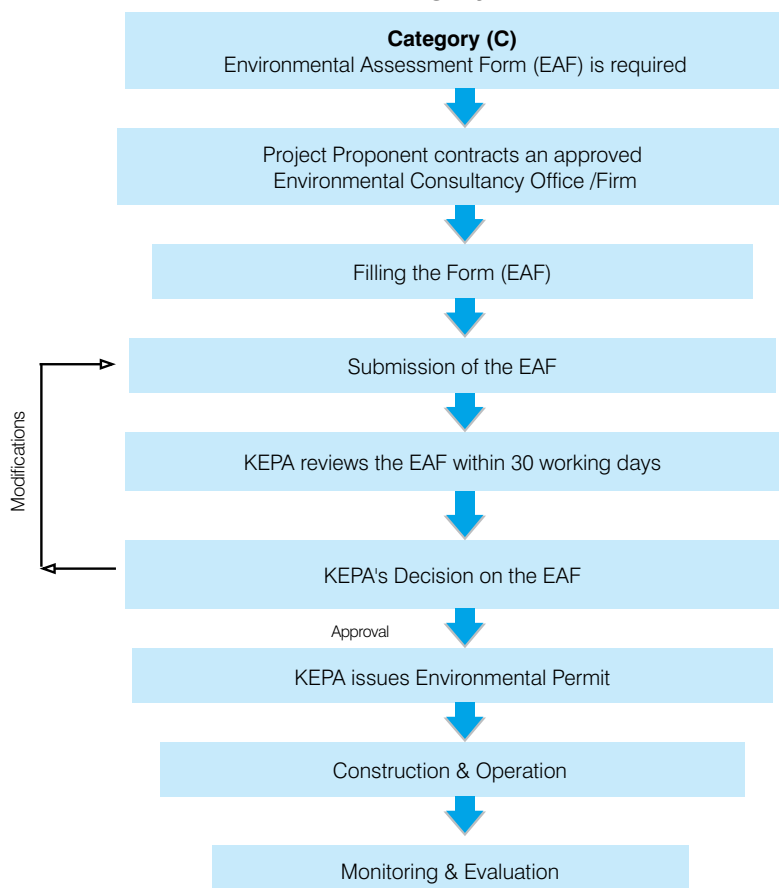 Category (C)
Environmental Assessment Form (EAF) is required
Project Proponent contracts an approved
Environmental Consultancy Office /Firm
Filling the Form (EAF)
Submission of the EAF
KEPA reviews the EAF within 30 working days
Modifications
KEPA's Decision on the EAF
Approval
KEPA issues Environmental Permit
Construction & Operation
Monitoring & Evaluation